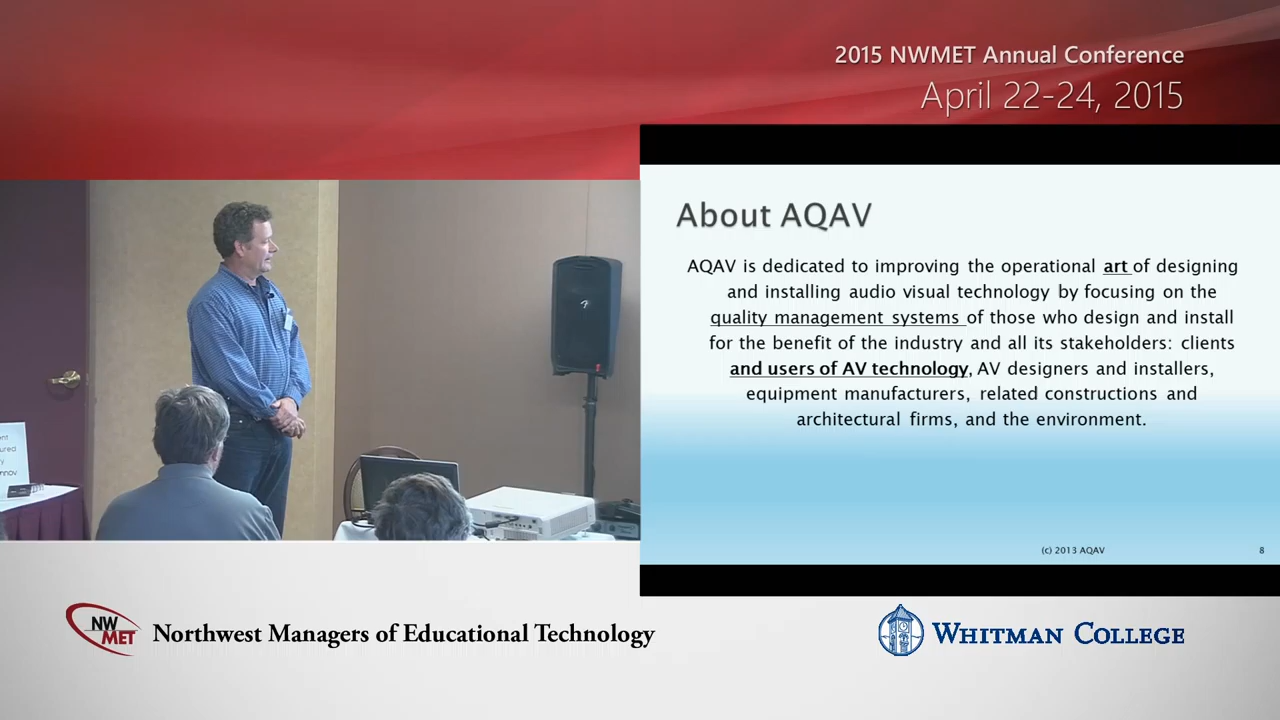 2015 NWMET Annual Conference
April 22-24, 2015
About AQAV
AQAV is dedicated to improving the operational art of designing
and installing audio visual technology by focusing on the
quality management systems of those who design and install
for the benefit of the industry and all its stakeholders: clients
and users of AV technology, AV designers and installers,
equipment manufacturers, related constructions and
architectural firms, and the environment.
(c) 2013 AQAV
8
NW
MET
Northwest Managers of Educational Technology
WHITMAN COLLEGE